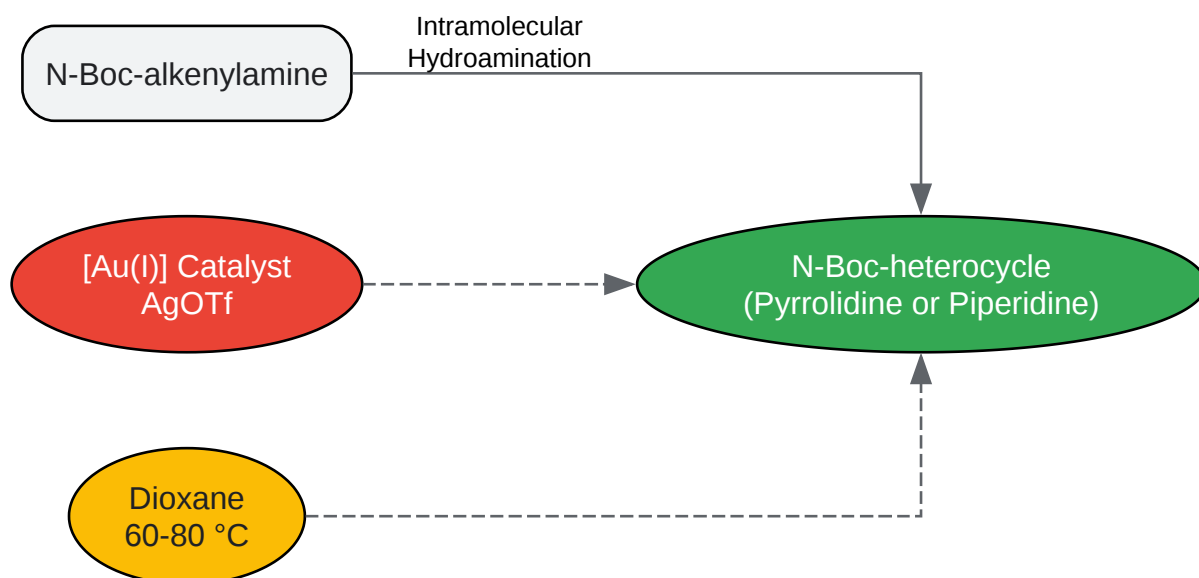 Intramolecular
Hydroamination
N-Boc-alkenylamine
[Au(I)] Catalyst
AgOTf
N-Boc-heterocycle
(Pyrrolidine or Piperidine)
Dioxane
60-80 °C